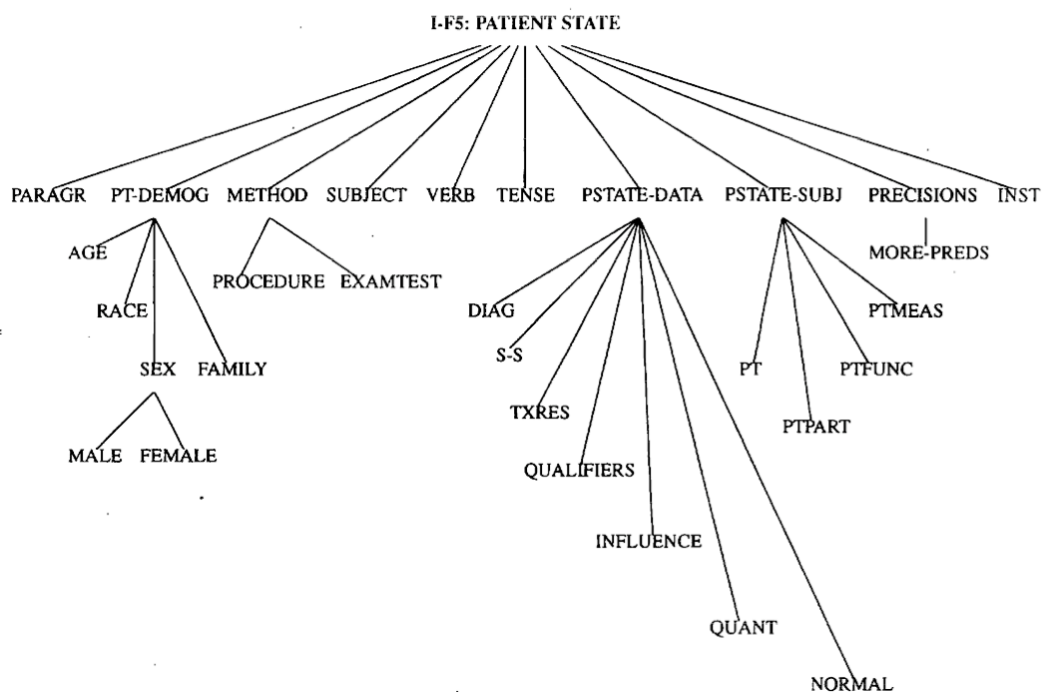 I-F5: PATIENT STATE
PARAGR PT-DEMOG METHOD SUBJECT VERB TENSE PSTATE-DATA PSTATE-SUBJ PRECISIONS INST
AGE MORE-PREDS
PROCEDURE EXAMTEST
RACE DIAG PTMEAS
S-S
SEX FAMILY PT PTFUNC
TXRES
PTPART
MALE FEMALE
QUALIFIERS
INFLUENCE
QUANT
NORMAL